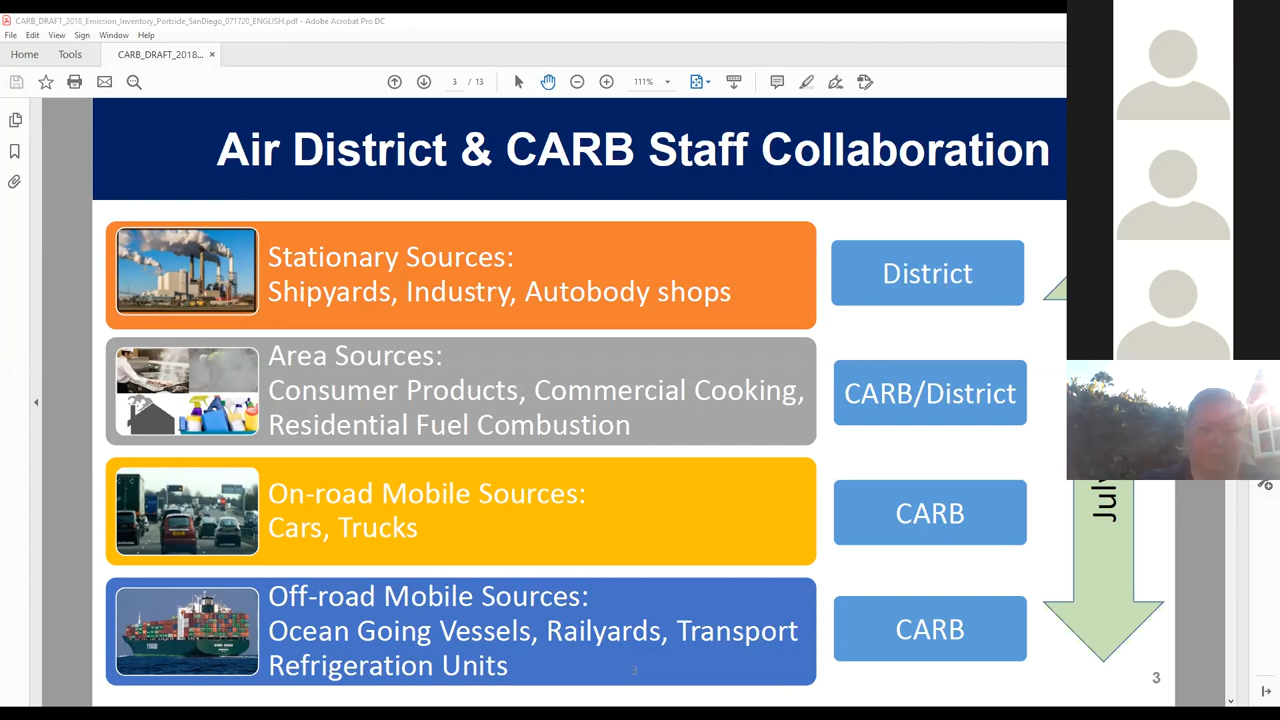 CARB_DRAFT_2018_Emission_Inventory_Portside_SanDiego_071720_ENGLISH.pdf - Adobe Acrobat Pro DC
File Edit View Sign Window Help
Home Tools CARB_DRAFT_2018... ×
3 / 13 111%
Air District & CARB Staff Collaboration
Stationary Sources:
Shipyards, Industry, Autobody shops
District
Area Sources:
Consumer Products, Commercial Cooking,
Residential Fuel Combustion
CARB/District
On-road Mobile Sources:
Cars, Trucks
CARB
July
Off-road Mobile Sources:
Ocean Going Vessels, Railyards, Transport
Refrigeration Units
CARB
3
3